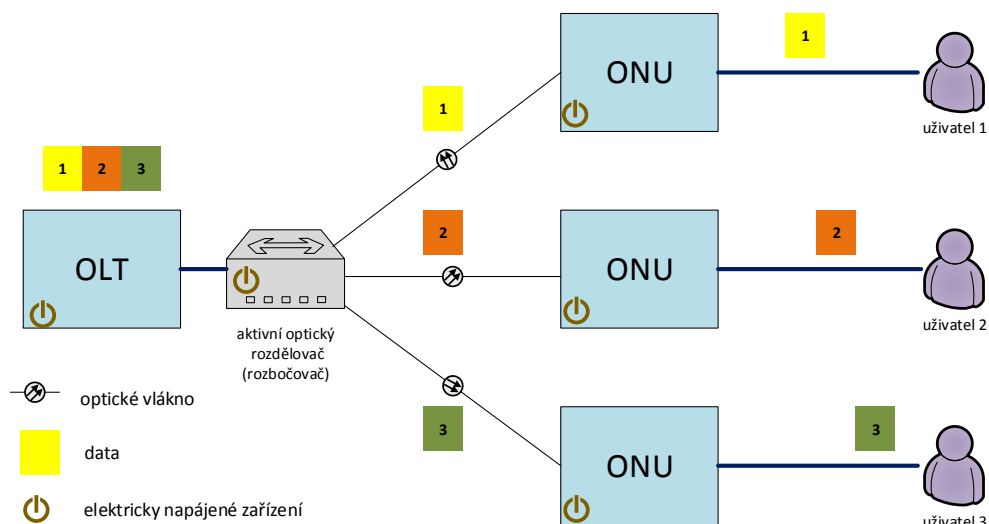 ONU
1
uživatel 1
1
1 2 3
OLT
aktivní optický
rozdělovač
(rozbočovač)
2
ONU
2
uživatel 2
optické vlákno
3
ONU
3
uživatel 3
data
elektricky napájené zařízení